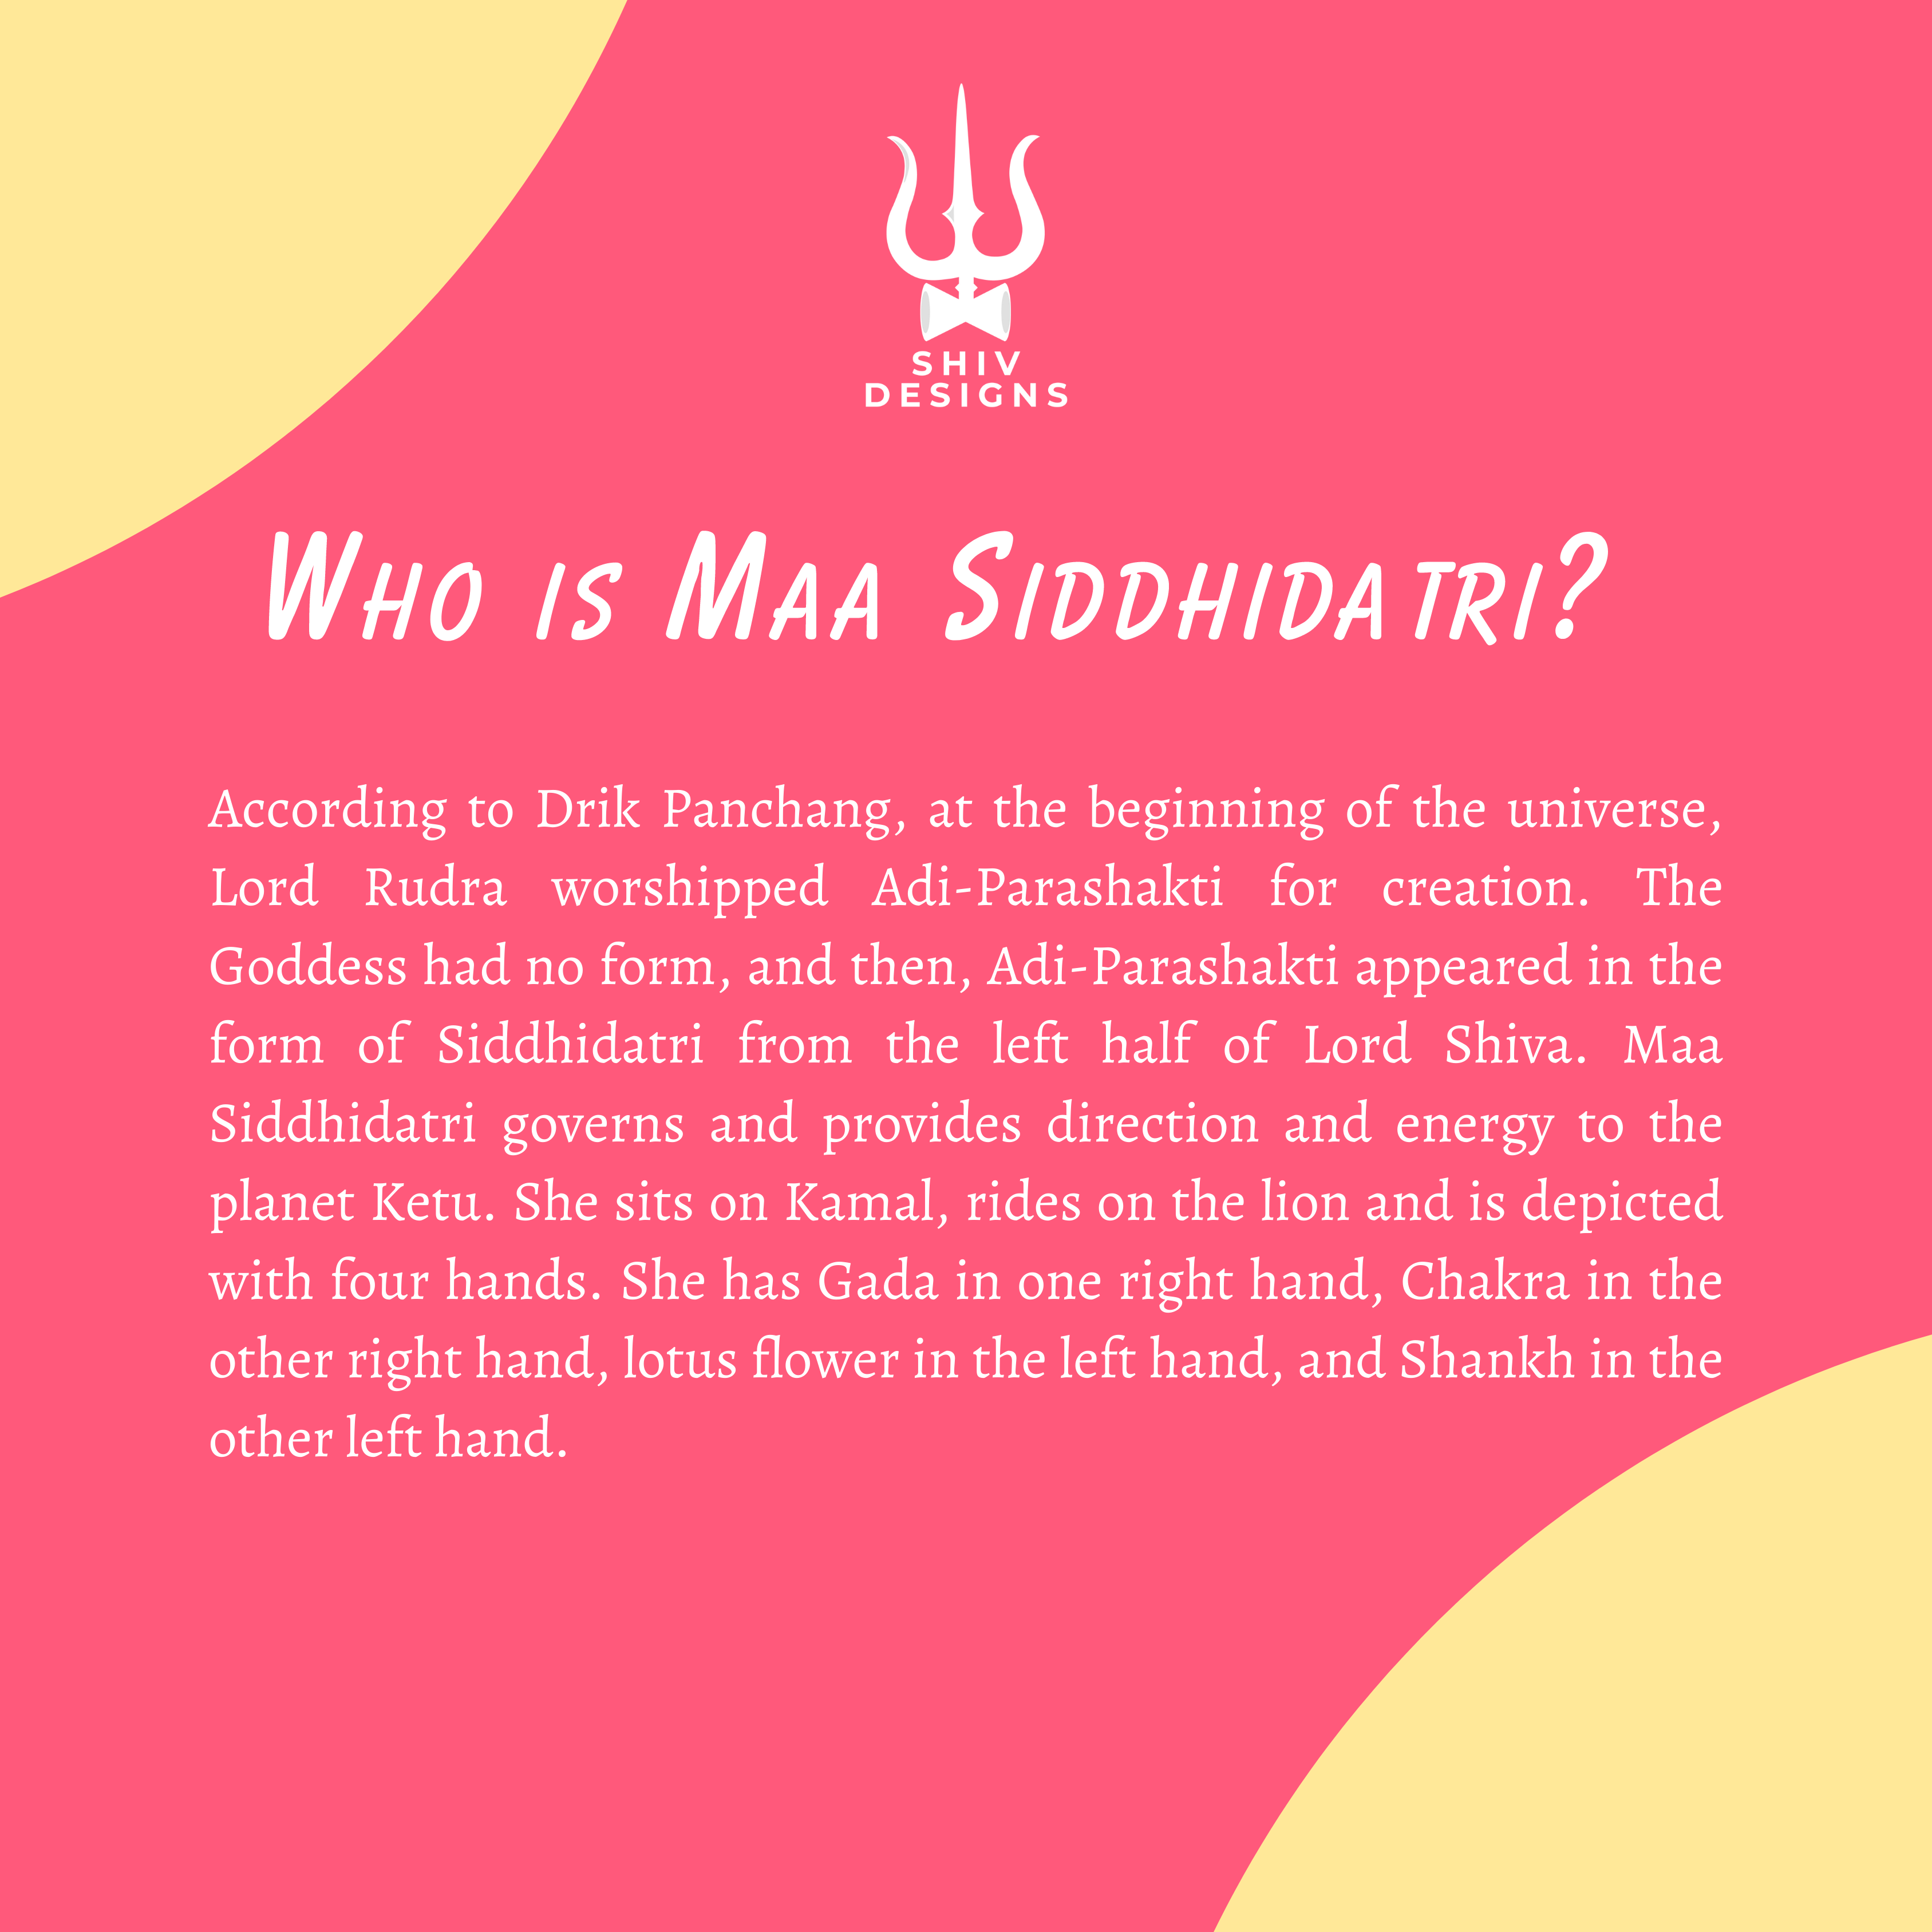 SHIV
DESIGNS
Who is Maa Siddhidatri?
According to Drik Panchang, at the beginning of the universe,
Lord Rudra worshipped Adi-Parashakti for creation. The
Goddess had no form, and then, Adi-Parashakti appeared in the
form of Siddhidatri from the left half of Lord Shiva. Maa
Siddhidatri governs and provides direction and energy to the
planet Ketu. She sits on Kamal, rides on the lion and is depicted
with four hands. She has Gada in one right hand, Chakra in the
other right hand, lotus flower in the left hand, and Shankh in the
other left hand.